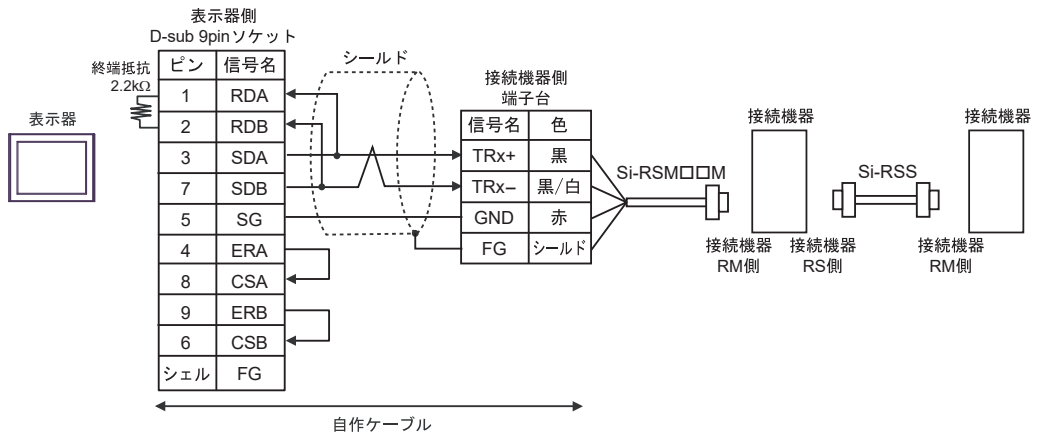 表示器側
D-sub 9pinソケット
終端抵抗
2.2kΩ
表示器
ピン 信号名
1 RDA
2 RDB
3 SDA
7 SDB
5 SG
4 ERA
8 CSA
9 ERB
6 CSB
シェル FG
シールド
接続機器側
端子台
信号名 色
TRx+ 黒
TRx− 黒/白
GND 赤
FG シールド
Si-RSM□□M
接続機器
Si-RSS
接続機器
接続機器
RM側
接続機器
RS側
接続機器
RM側
自作ケーブル